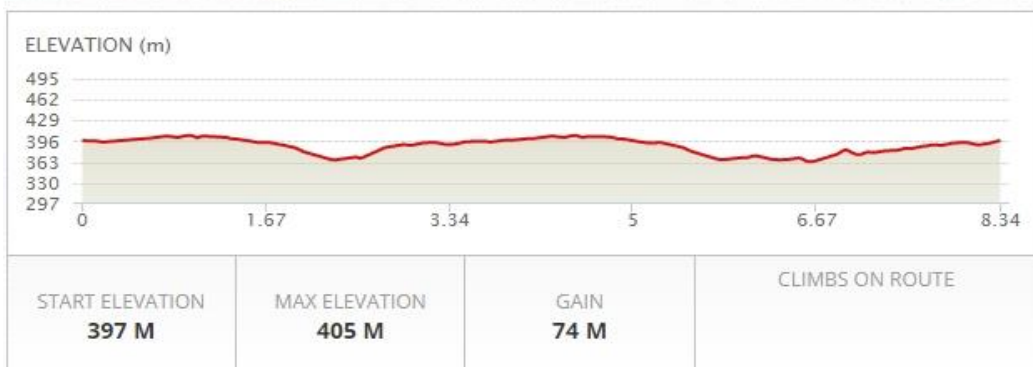 ELEVATION (m)
495
462
429
396
363
330
297
0 1.67 3.34 5 6.67 8.34
START ELEVATION MAX ELEVATION GAIN CLIMBS ON ROUTE
397 M 405 M 74 M